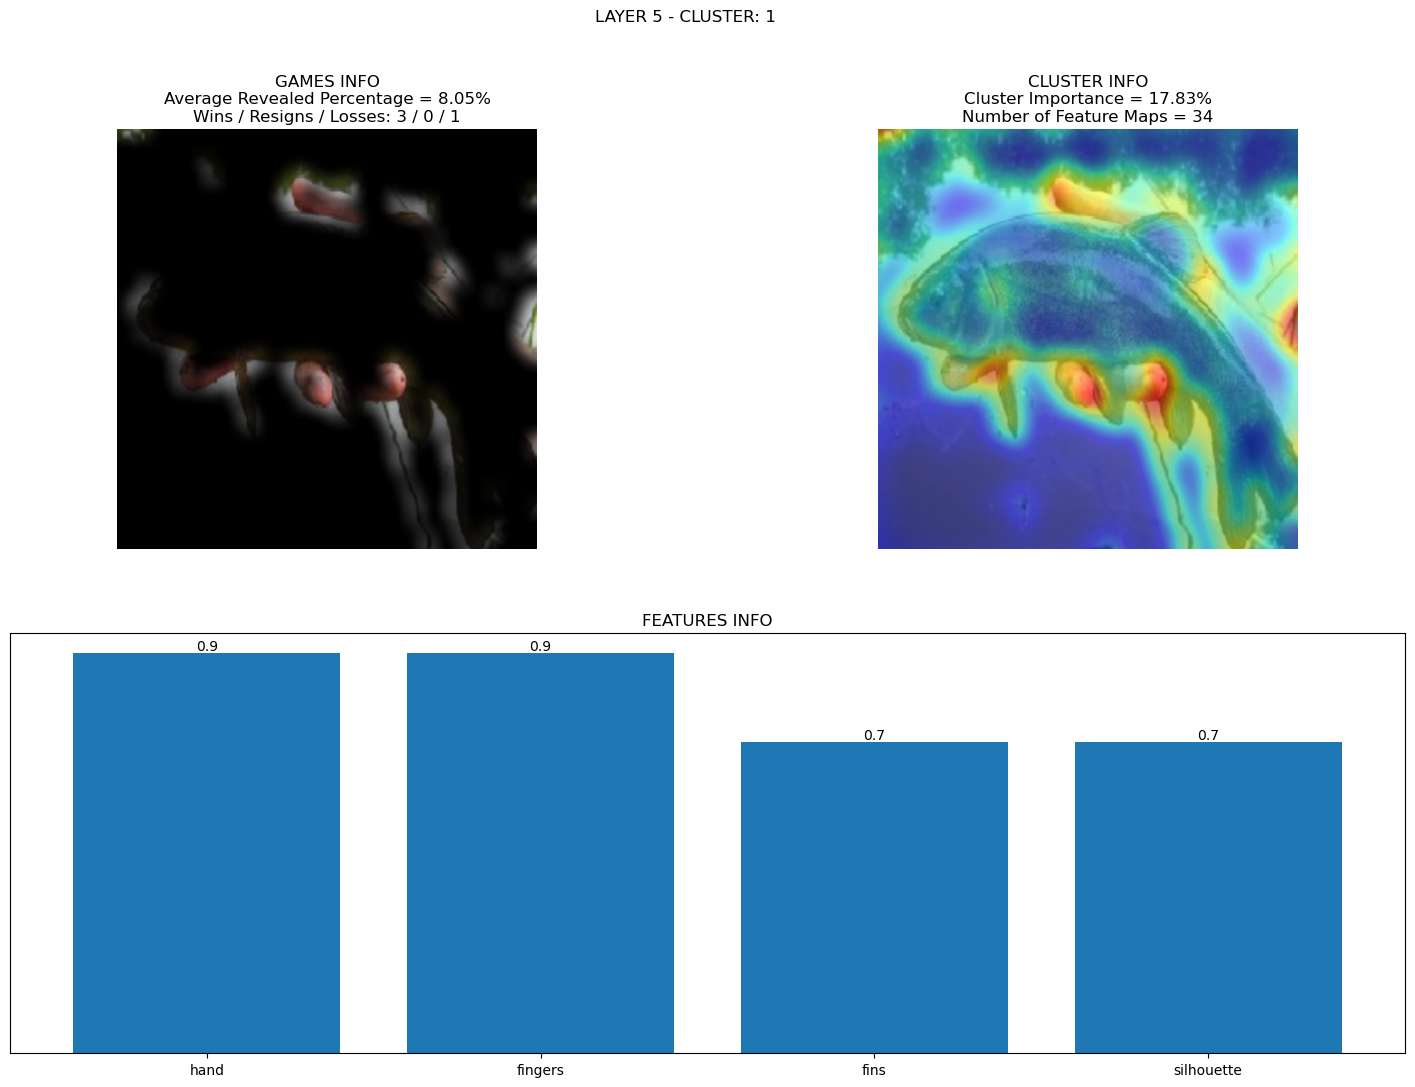 LAYER 5 - CLUSTER: 1
GAMES INFO
Average Revealed Percentage = 8.05%
Wins / Resigns / Losses: 3 / 0 / 1
CLUSTER INFO
Cluster Importance = 17.83%
Number of Feature Maps = 34
FEATURES INFO
0.9
0.9
0.7
0.7
hand
fingers
fins
silhouette